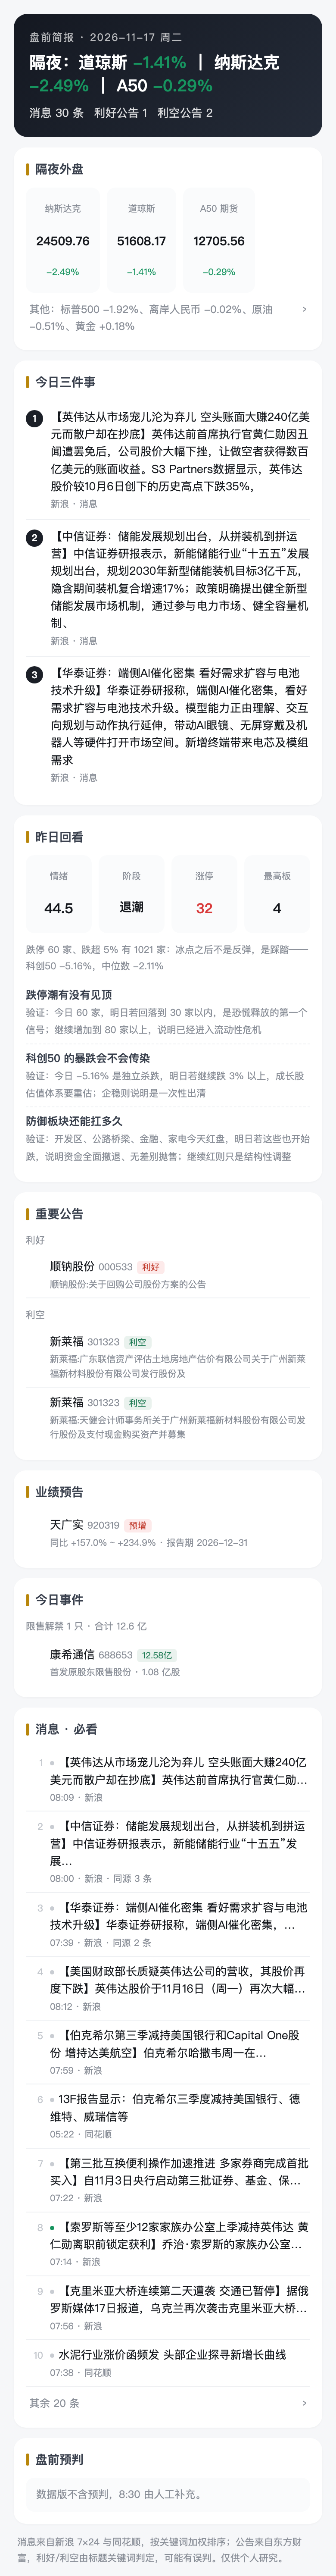 盘前简报 · 2026-11-17 周二
隔夜：道琼斯 −1.41% ｜ 纳斯达克
−2.49% ｜ A50 −0.29%
消息 30 条 利好公告 1 利空公告 2
隔夜外盘
纳斯达克
24509.76
−2.49%
道琼斯
51608.17
−1.41%
A50 期货
12705.56
−0.29%
其他：标普500 −1.92%、离岸人民币 −0.02%、原油
−0.51%、黄金 +0.18%
›
今日三件事
1
【英伟达从市场宠儿沦为弃儿 空头账面大赚240亿美
元而散户却在抄底】英伟达前首席执行官黄仁勋因丑
闻遭罢免后，公司股价大幅下挫，让做空者获得数百
亿美元的账面收益。S3 Partners数据显示，英伟达
股价较10月6日创下的历史高点下跌35%，
新浪 · 消息
2
【中信证券：储能发展规划出台，从拼装机到拼运
营】中信证券研报表示，新能储能行业“十五五”发展
规划出台，规划2030年新型储能装机目标3亿千瓦，
隐含期间装机复合增速17%；政策明确提出健全新型
储能发展市场机制，通过参与电力市场、健全容量机
制、
新浪 · 消息
3
【华泰证券：端侧AI催化密集 看好需求扩容与电池
技术升级】华泰证券研报称，端侧AI催化密集，看好
需求扩容与电池技术升级。模型能力正由理解、交互
向规划与动作执行延伸，带动AI眼镜、无屏穿戴及机
器人等硬件打开市场空间。新增终端带来电芯及模组
需求
新浪 · 消息
昨日回看
情绪
44.5
阶段
退潮
涨停
32
最高板
4
跌停 60 家、跌超 5% 有 1021 家：冰点之后不是反弹，是踩踏——
科创50 −5.16%，中位数 −2.11%
跌停潮有没有见顶
验证：今日 60 家，明日若回落到 30 家以内，是恐慌释放的第一个
信号；继续增加到 80 家以上，说明已经进入流动性危机
科创50 的暴跌会不会传染
验证：今日 −5.16% 是独立杀跌，明日若继续跌 3% 以上，成长股
估值体系要重估；企稳则说明是一次性出清
防御板块还能扛多久
验证：开发区、公路桥梁、金融、家电今天红盘，明日若这些也开始
跌，说明资金全面撤退、无差别抛售；继续红则只是结构性调整
重要公告
利好
顺钠股份 000533 利好
顺钠股份:关于回购公司股份方案的公告
利空
新莱福 301323 利空
新莱福:广东联信资产评估土地房地产估价有限公司关于广州新莱
福新材料股份有限公司发行股份及
新莱福 301323 利空
新莱福:天健会计师事务所关于广州新莱福新材料股份有限公司发
行股份及支付现金购买资产并募集
业绩预告
天广实 920319 预增
同比 +157.0% ~ +234.9% · 报告期 2026-12-31
今日事件
限售解禁 1 只 · 合计 12.6 亿
康希通信 688653 12.58亿
首发原股东限售股份 · 1.08 亿股
消息 · 必看
1 【英伟达从市场宠儿沦为弃儿 空头账面大赚240亿
美元而散户却在抄底】英伟达前首席执行官黄仁勋…
08:09 · 新浪
2 【中信证券：储能发展规划出台，从拼装机到拼运
营】中信证券研报表示，新能储能行业“十五五”发
展…
08:00 · 新浪 · 同源 3 条
3 【华泰证券：端侧AI催化密集 看好需求扩容与电池
技术升级】华泰证券研报称，端侧AI催化密集，…
07:39 · 新浪 · 同源 2 条
4 【美国财政部长质疑英伟达公司的营收，其股价再
度下跌】英伟达股价于11月16日（周一）再次大幅…
08:12 · 新浪
5 【伯克希尔第三季减持美国银行和Capital One股
份 增持达美航空】伯克希尔哈撒韦周一在…
07:59 · 新浪
6 13F报告显示：伯克希尔三季度减持美国银行、德
维特、威瑞信等
05:22 · 同花顺
7 【第三批互换便利操作加速推进 多家券商完成首批
买入】自11月3日央行启动第三批证券、基金、保…
07:22 · 新浪
8 【索罗斯等至少12家家族办公室上季减持英伟达 黄
仁勋离职前锁定获利】乔治·索罗斯的家族办公室…
07:14 · 新浪
9 【克里米亚大桥连续第二天遭袭 交通已暂停】据俄
罗斯媒体17日报道，乌克兰再次袭击克里米亚大桥…
07:56 · 新浪
10 水泥行业涨价函频发 头部企业探寻新增长曲线
07:38 · 同花顺
其余 20 条 ›
盘前预判
数据版不含预判，8:30 由人工补充。
消息来自新浪 7×24 与同花顺，按关键词加权排序；公告来自东方财
富，利好/利空由标题关键词判定，可能有误判。仅供个人研究。